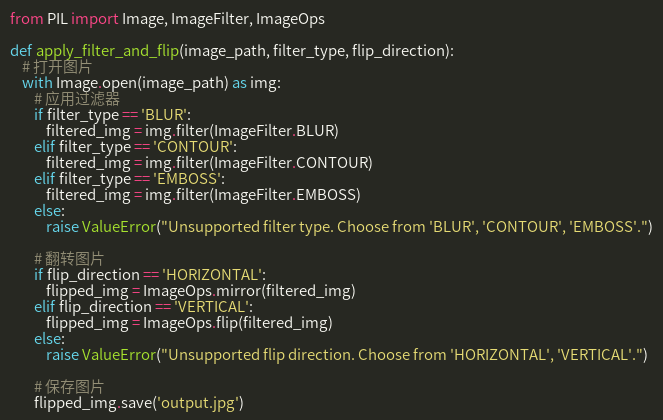 from PIL import Image, ImageFilter, ImageOps

def apply_filter_and_flip(image_path, filter_type, flip_direction):
    # 打开图片
    with Image.open(image_path) as img:
        # 应用过滤器
        if filter_type == 'BLUR':
            filtered_img = img.filter(ImageFilter.BLUR)
        elif filter_type == 'CONTOUR':
            filtered_img = img.filter(ImageFilter.CONTOUR)
        elif filter_type == 'EMBOSS':
            filtered_img = img.filter(ImageFilter.EMBOSS)
        else:
            raise ValueError("Unsupported filter type. Choose from 'BLUR', 'CONTOUR', 'EMBOSS'.")

        # 翻转图片
        if flip_direction == 'HORIZONTAL':
            flipped_img = ImageOps.mirror(filtered_img)
        elif flip_direction == 'VERTICAL':
            flipped_img = ImageOps.flip(filtered_img)
        else:
            raise ValueError("Unsupported flip direction. Choose from 'HORIZONTAL', 'VERTICAL'.")

        # 保存图片
        flipped_img.save('output.jpg')